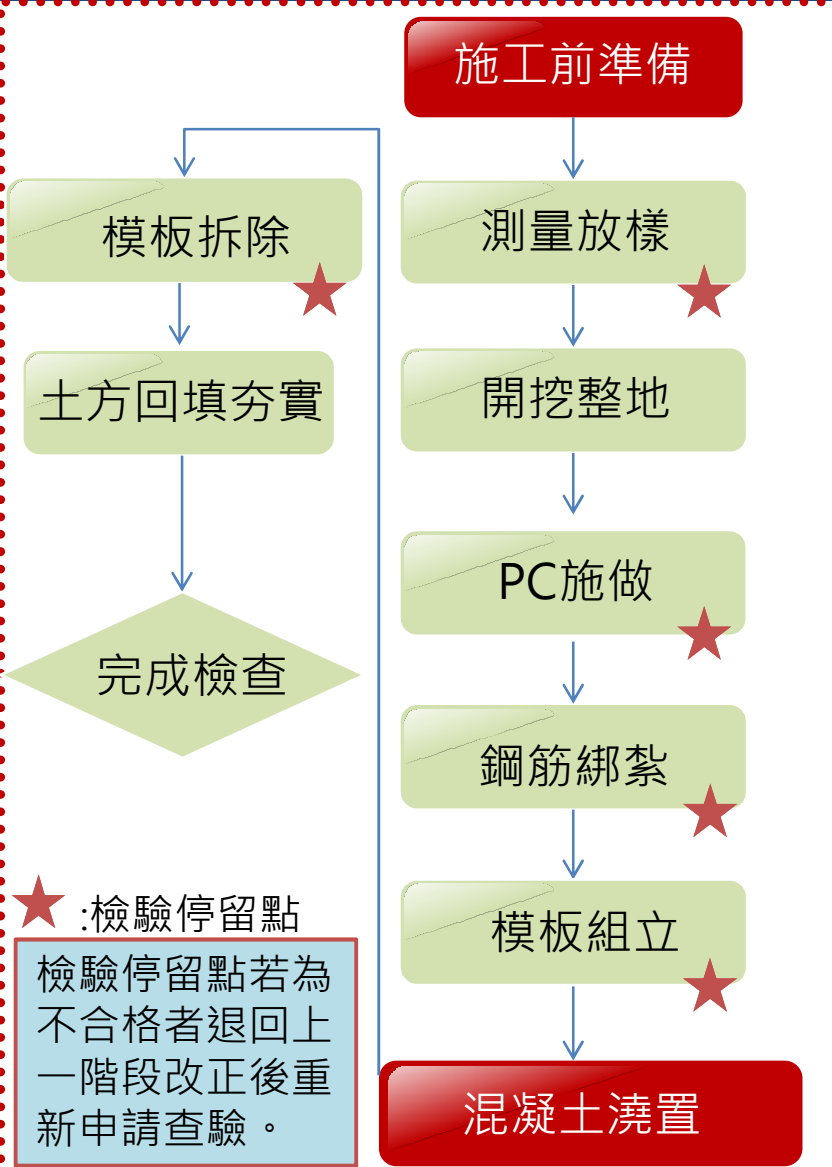 施工前準備
測量放樣
開挖整地
PC施做
鋼筋綁紮
模板組立
混凝土澆置
模板拆除
土方回填夯實
完成檢查
:檢驗停留點
檢驗停留點若為
不合格者退回上
一階段改正後重
新申請查驗。